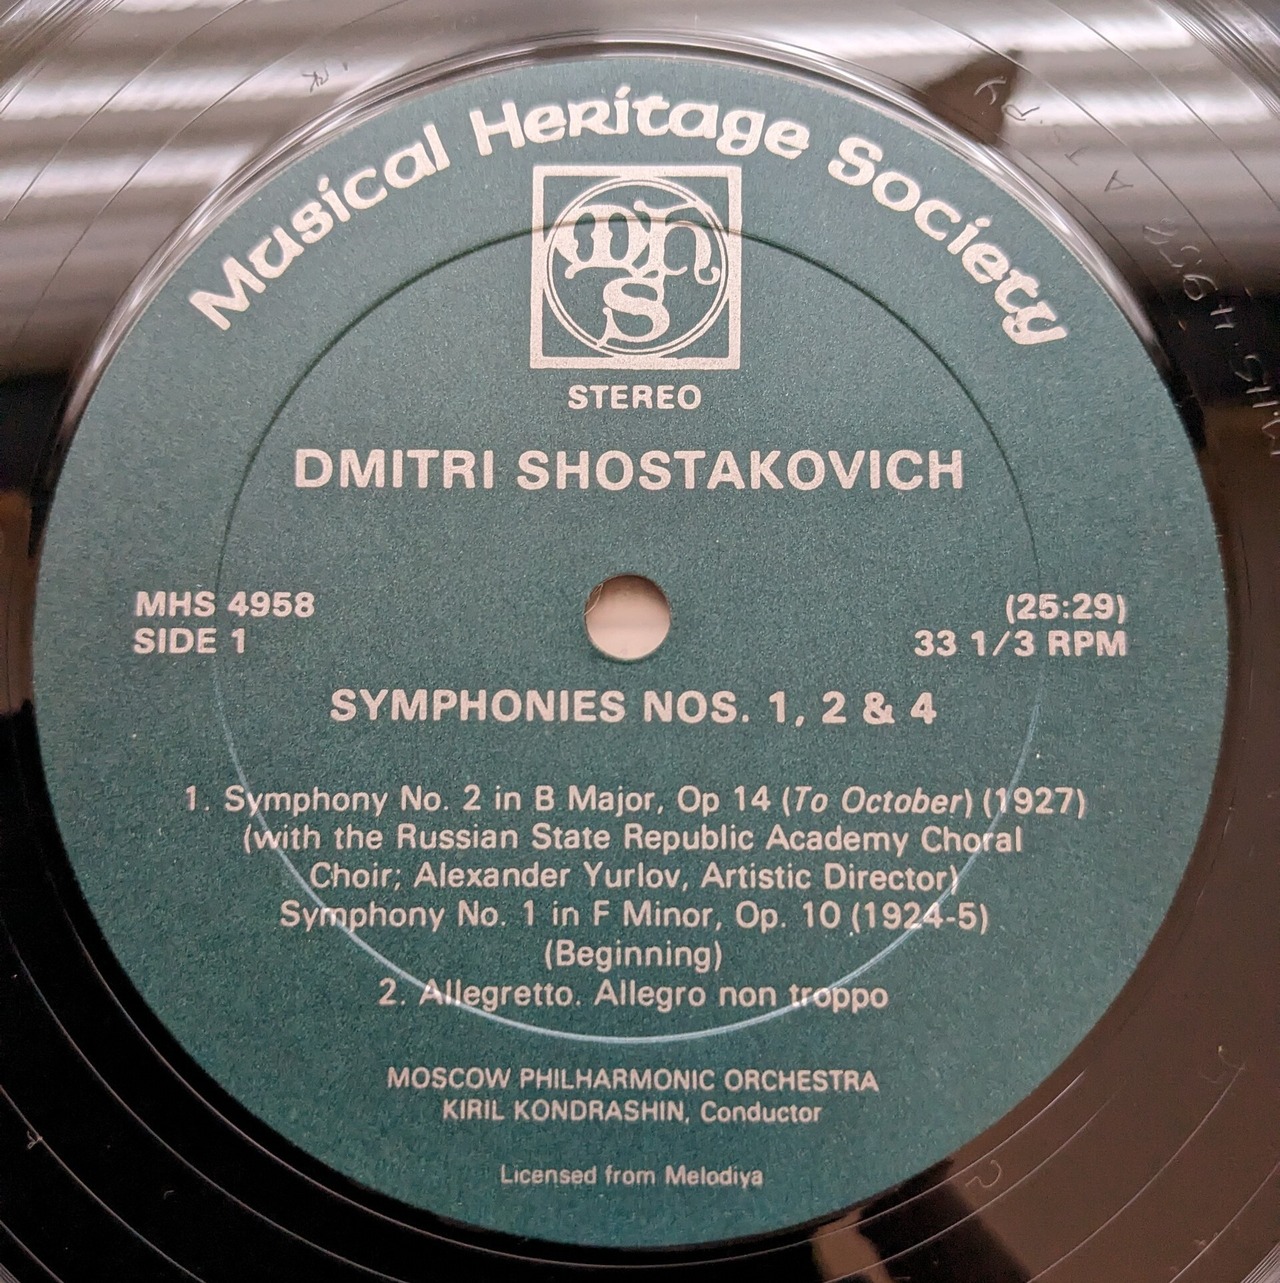 Musical Heritage Society
mhs
STEREO
DMITRI SHOSTAKOVICH
MHS 4958
SIDE 1
(25:29)
33 1/3 RPM
SYMPHONIES NOS. 1, 2 & 4
1. Symphony No. 2 in B Major, Op 14 (To October) (1927)
(with the Russian State Republic Academy Choral
Choir; Alexander Yurlov, Artistic Director)
Symphony No. 1 in F Minor, Op. 10 (1924-5)
(Beginning)
2. Allegretto. Allegro non troppo
MOSCOW PHILHARMONIC ORCHESTRA
KIRIL KONDRASHIN, Conductor
Licensed from Melodiya